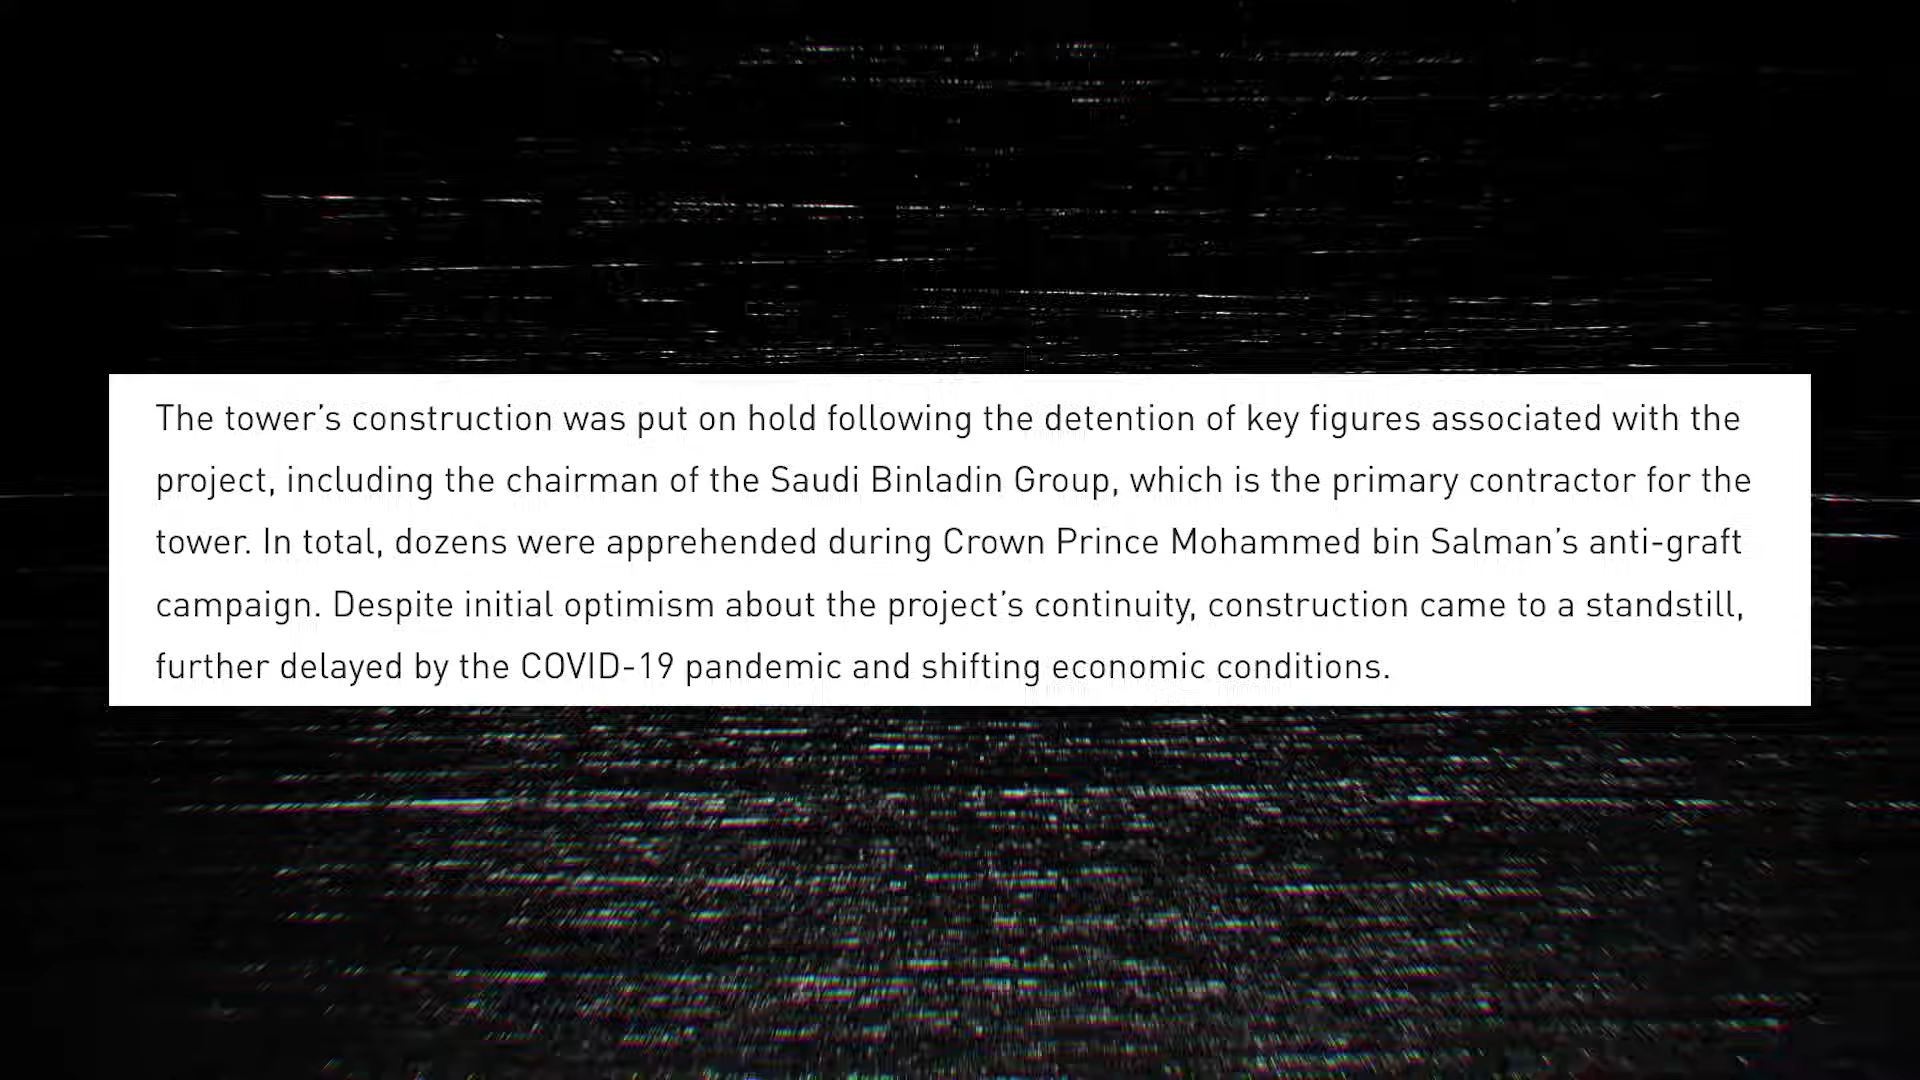 The tower’s construction was put on hold following the detention of key figures associated with the
project, including the chairman of the Saudi Binladin Group, which is the primary contractor for the
tower. In total, dozens were apprehended during Crown Prince Mohammed bin Salman’s anti-graft
campaign. Despite initial optimism about the project’s continuity, construction came to a standstill,
further delayed by the COVID-19 pandemic and shifting economic conditions.